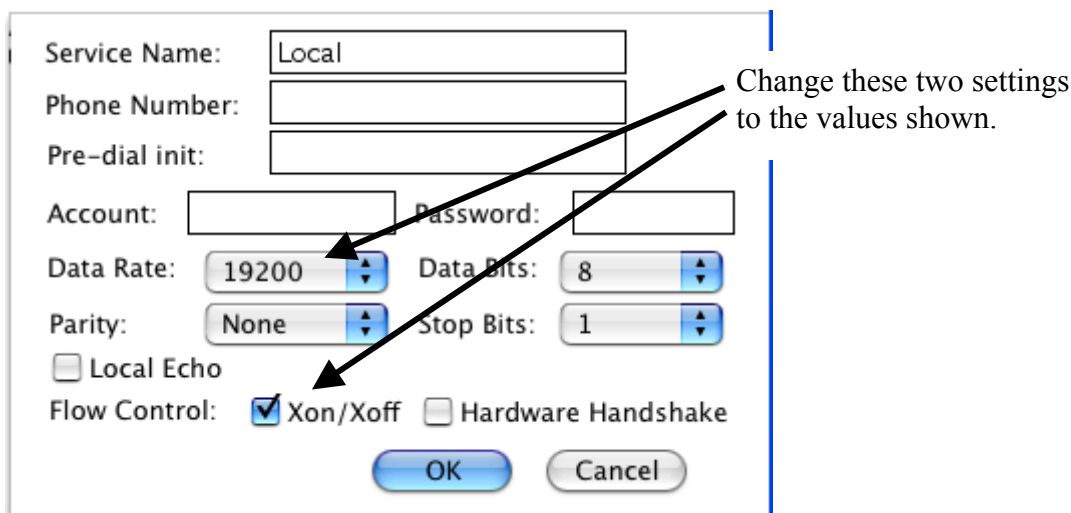 Service Name: Local
Phone Number:
Pre-dial init:
Account: Password:
Data Rate: 19200 Data Bits: 8
Parity: None Stop Bits: 1
Local Echo
Flow Control: Xon/Xoff Hardware Handshake
OK Cancel
Change these two settings
to the values shown.